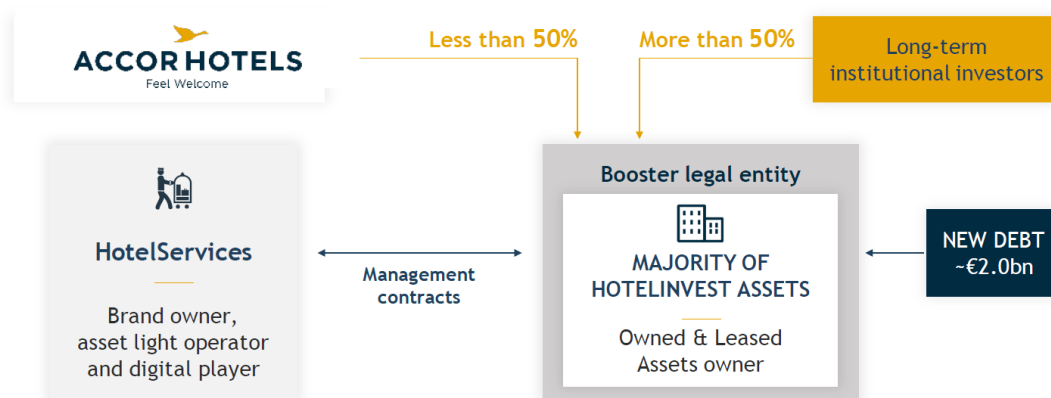 ACCORHOTELS
Feel Welcome
Less than 50%
More than 50%
Long-term
institutional investors
HotelServices
Brand owner,
asset light operator
and digital player
Management
contracts
Booster legal entity
MAJORITY OF
HOTELINVEST ASSETS
Owned & Leased
Assets owner
NEW DEBT
~€2.0bn